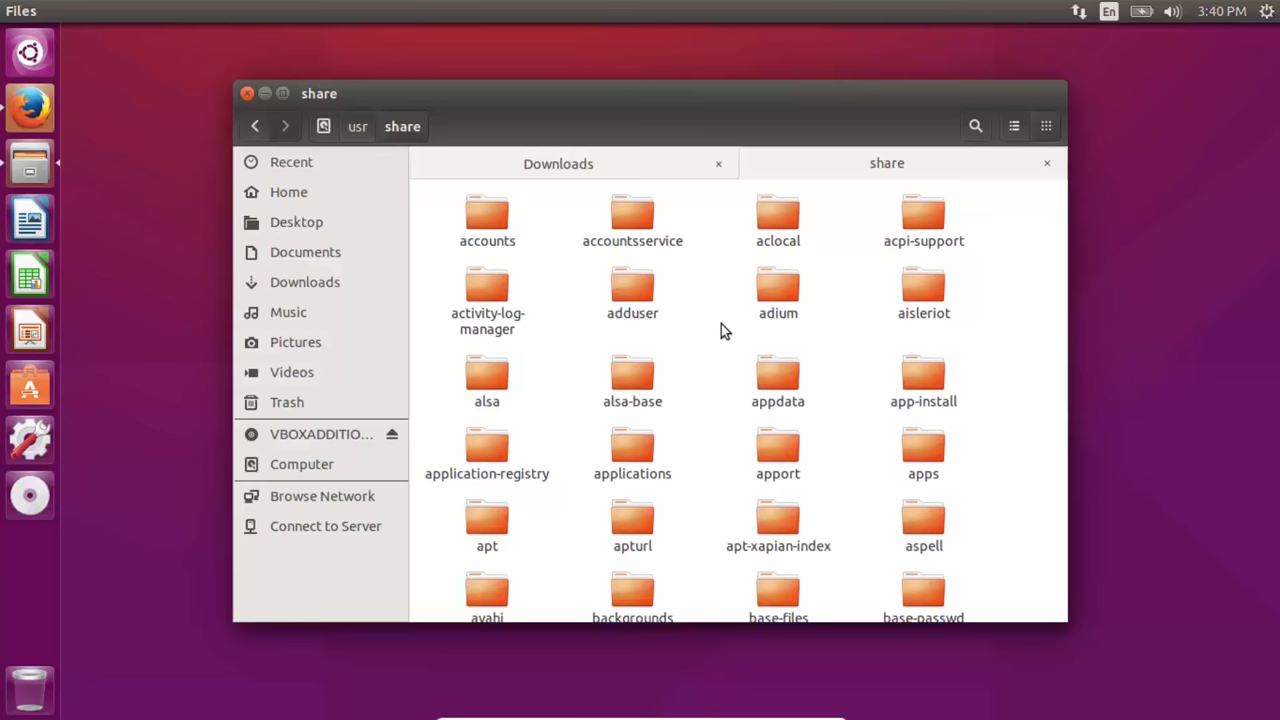 Files
En
3:40 PM
share
usr
share
Recent
Home
Desktop
Documents
Downloads
Music
Pictures
Videos
Trash
VBOXADDITIO...
Computer
Browse Network
Connect to Server
Downloads
share
accounts
accountsservice
aclocal
acpi-support
activity-log-
manager
adduser
adium
aisleriot
alsa
alsa-base
appdata
app-install
application-registry
applications
apport
apps
apt
apturl
apt-xapian-index
aspell
avahi
backgrounds
base-files
base-passwd